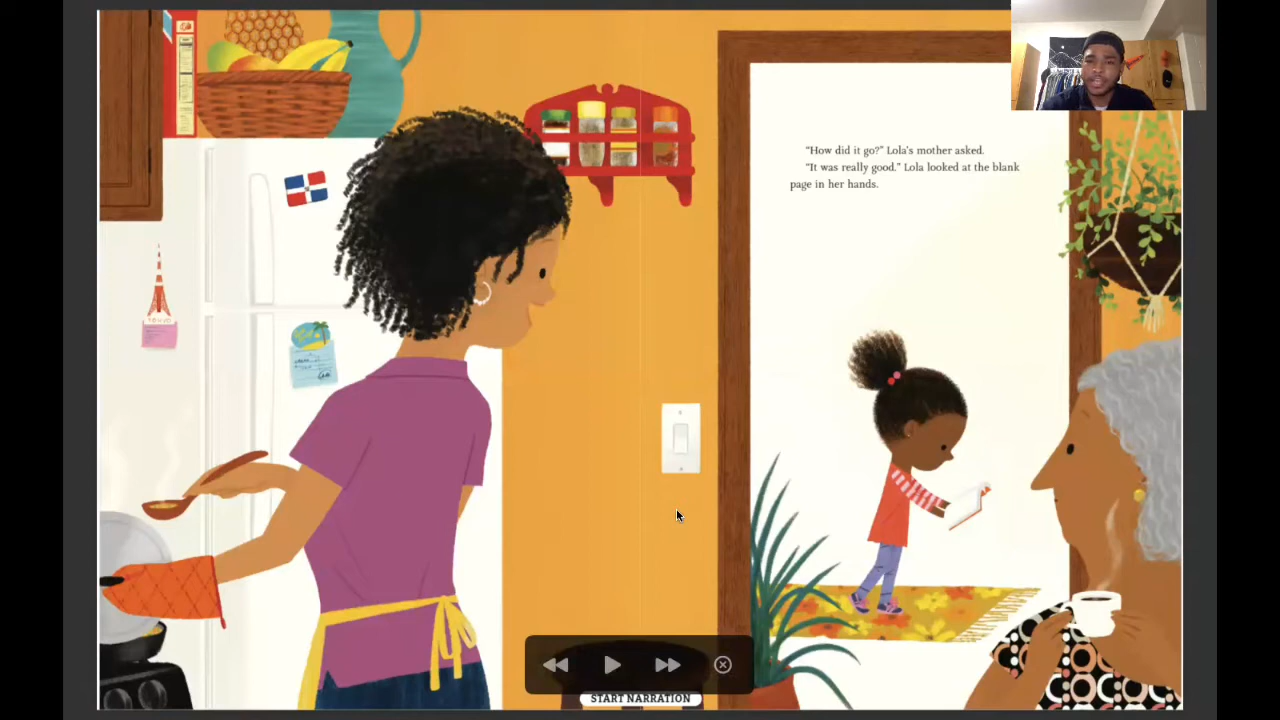 “How did it go?” Lola’s mother asked.
“It was really good.” Lola looked at the blank
page in her hands.
TOKYO
START NARRATION